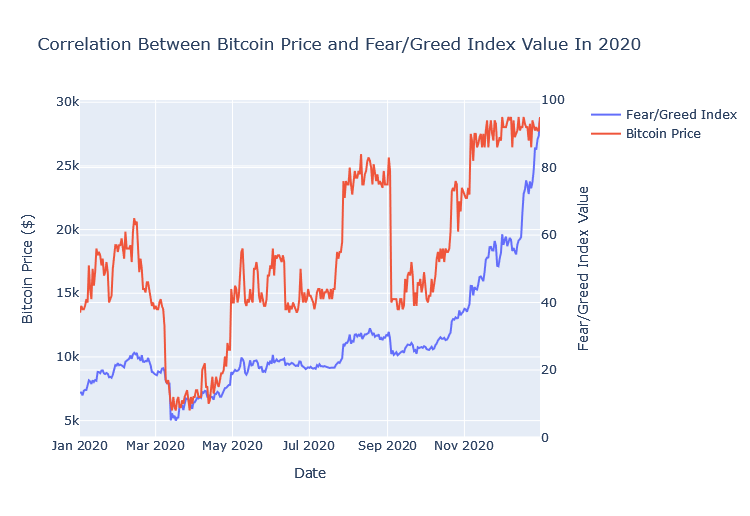 Correlation Between Bitcoin Price and Fear/Greed Index Value In 2020
Fear/Greed Index
Bitcoin Price
Bitcoin Price ($)
30k
25k
20k
15k
10k
5k
100
80
60
40
20
0
Fear/Greed Index Value
Jan 2020 Mar 2020 May 2020 Jul 2020 Sep 2020 Nov 2020
Date